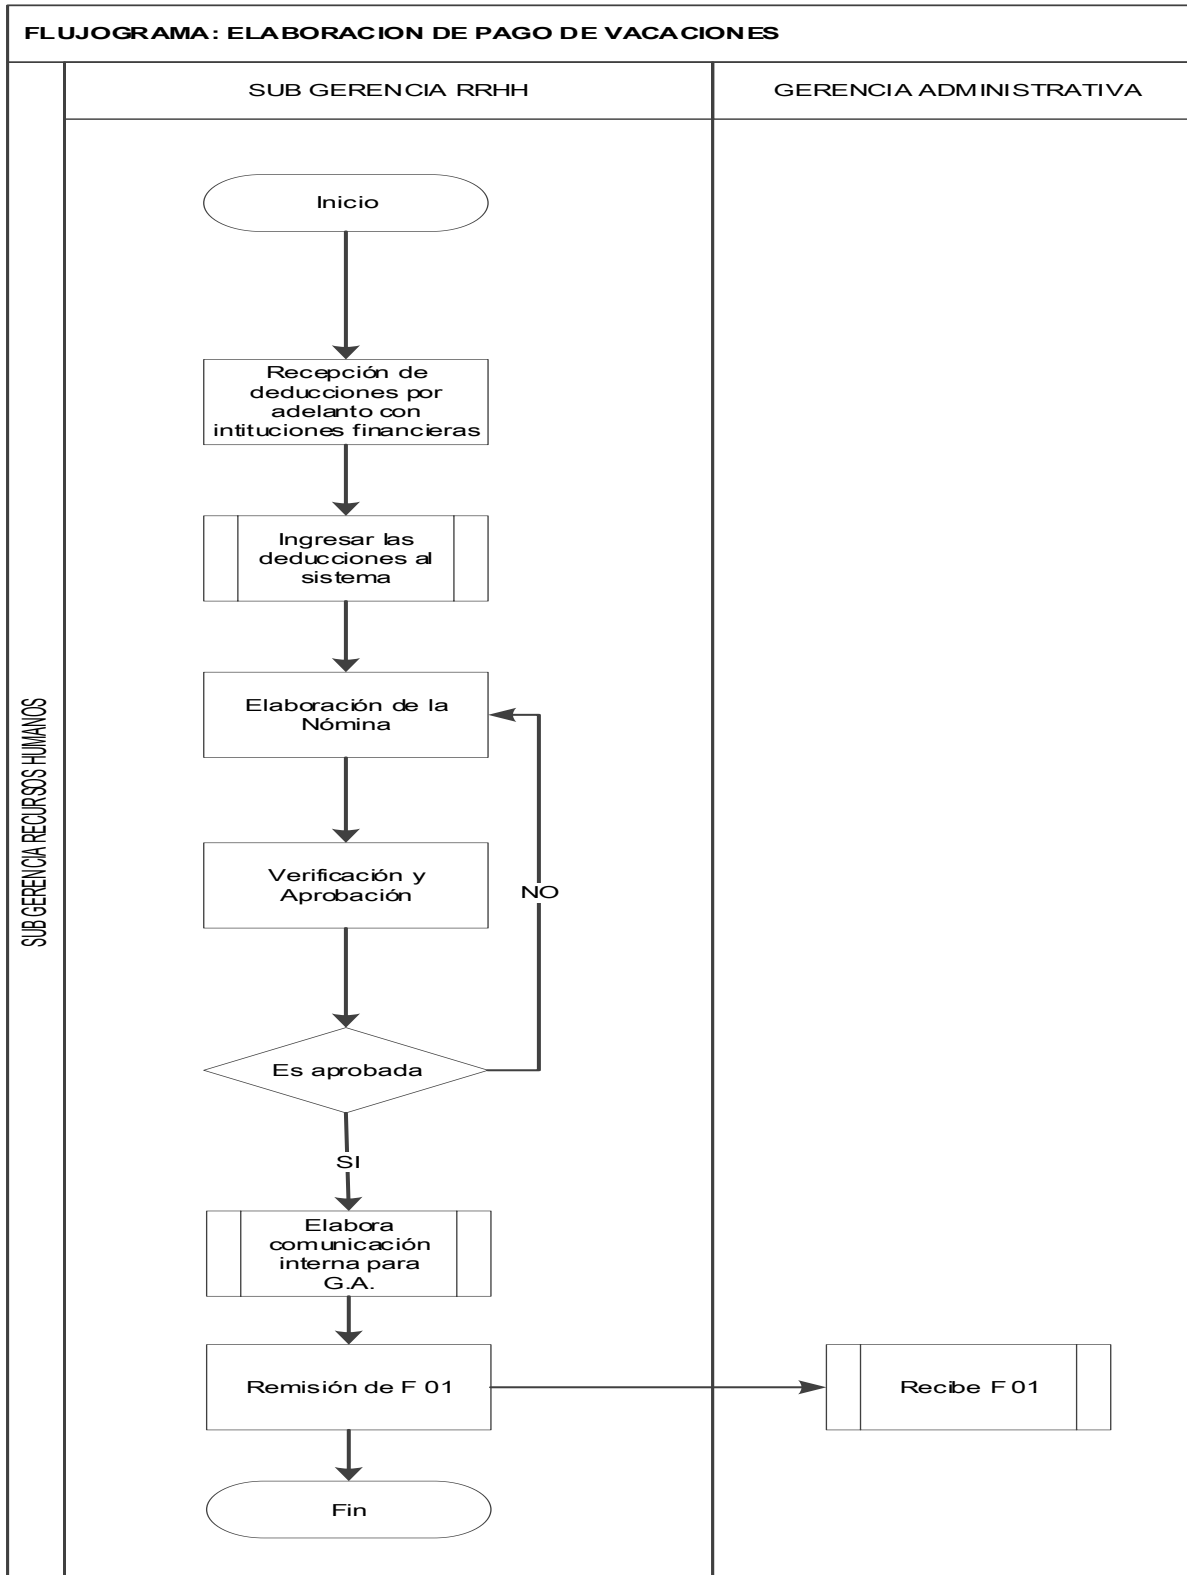 FLUJOGRAMA: ELABORACION DE PAGO DE VACACIONES
SUB GERENCIA RRHH
GERENCIA ADMINISTRATIVA
SUB GERENCIA RECURSOS HUMANOS
Inicio
Recepción de
deducciones por
adelanto con
intituciones financieras
Ingresar las
deducciones al
sistema
Elaboración de la
Nómina
Verificación y
Aprobación
NO
Es aprobada
SI
Elabora
comunicación
interna para
G.A.
Remisión de F 01
Recibe F 01
Fin